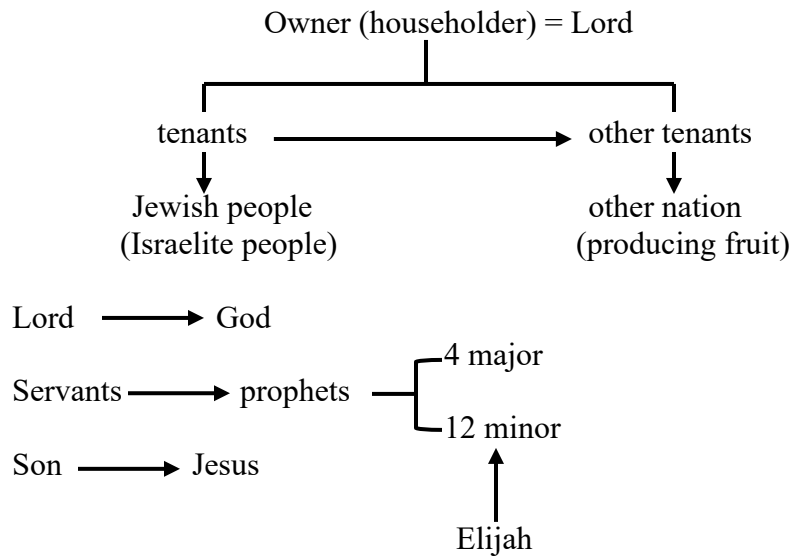 Owner (householder) = Lord
tenants
other tenants
Jewish people
(Israelite people)
other nation
(producing fruit)
Lord
God
4 major
Servants
prophets
12 minor
Son
Jesus
Elijah